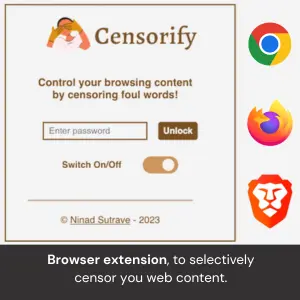 Censorify
Control your browsing content
by censoring foul words!
Enter password
Unlock
Switch On/Off
© Ninad Sutrave - 2023
Browser extension, to selectively
censor you web content.